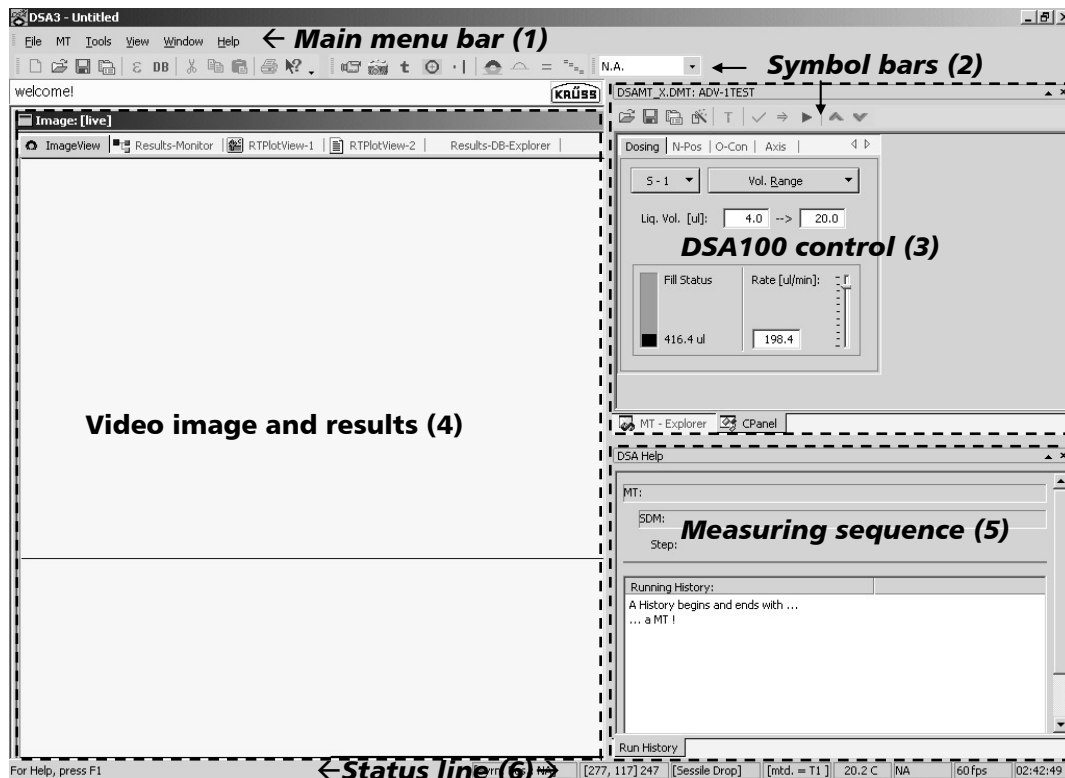 DSA3 - Untitled
File MT Tools View Window Help ← Main menu bar (1)
ε DB t N.A. ← Symbol bars (2)
welcome! KRÜSS
DSAMT_X.DMT: ADV-1TEST
Image: [live]
T
ImageView Results-Monitor RTPlotView-1 RTPlotView-2 Results-DB-Explorer
Dosing N-Pos O-Con Axis
S - 1 Vol. Range
Liq. Vol. [ul]: 4.0 --> 20.0
DSA100 control (3)
Fill Status Rate [ul/min]:
416.4 ul 198.4
Video image and results (4)
MT - Explorer CPanel
DSA Help
MT:
SDM:
Measuring sequence (5)
Step:
Running History:
A History begins and ends with ...
... a MT !
Run History
For Help, press F1 ← Status line (6) → NA [277, 117] 247 [Sessile Drop] [mtd. = T1 ] 20.2 C NA 60 fps 02:42:49